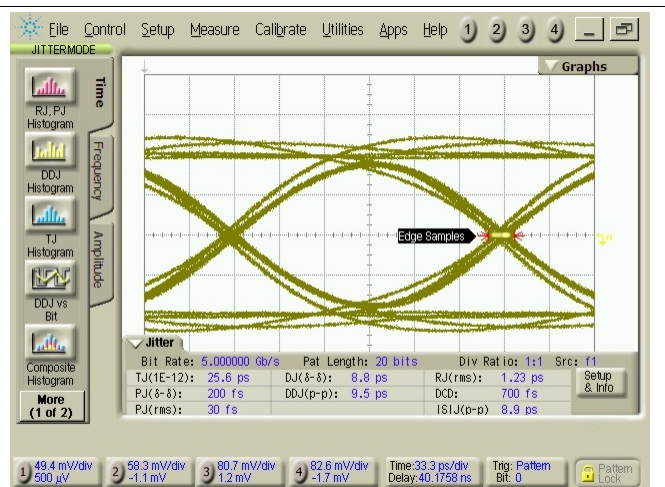 File Control Setup Measure Calibrate Utilities Apps Help 1 2 3 4
JITTERMODE
Graphs
RJ, PJ
Histogram
DDJ
Histogram
TJ
Histogram
DDJ vs
Bit
Composite
Histogram
More
(1 of 2)
Time
Frequency
Amplitude
Edge Samples
Jitter
Bit Rate: 5.000000 Gb/s Pat Length: 20 bits Div Ratio: 1:1 Src: f1
TJ(1E-12): 25.6 ps DJ(δ-δ): 8.8 ps RJ(rms): 1.23 ps
PJ(δ-δ): 200 fs DDJ(p-p): 9.5 ps DCD: 700 fs
PJ(rms): 30 fs ISIJ(p-p) 8.9 ps
Setup
& Info
1 49.4 mV/div 2 58.3 mV/div 3 80.7 mV/div 4 82.6 mV/div Time:33.3 ps/div Trig: Pattern Pattern
500 µV -1.1 mV 1.2 mV -1.7 mV Delay:40.1758 ns Bit: 0 Lock